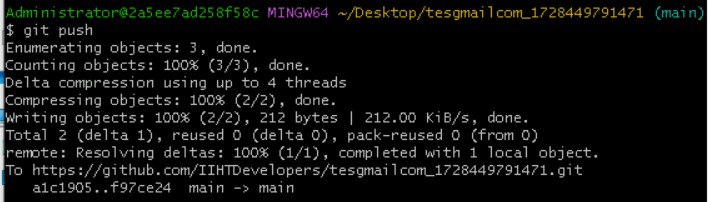 Administrator@2a5ee7ad258f58c MINGW64 ~/Desktop/tesgmailcom_1728449791471 (main)
$ git push
Enumerating objects: 3, done.
Counting objects: 100% (3/3), done.
Delta compression using up to 4 threads
Compressing objects: 100% (2/2), done.
Writing objects: 100% (2/2), 212 bytes | 212.00 KiB/s, done.
Total 2 (delta 1), reused 0 (delta 0), pack-reused 0 (from 0)
remote: Resolving deltas: 100% (1/1), completed with 1 local object.
To https://github.com/IIHTDevelopers/tesgmailcom_1728449791471.git
   a1c1905..f97ce24  main -> main